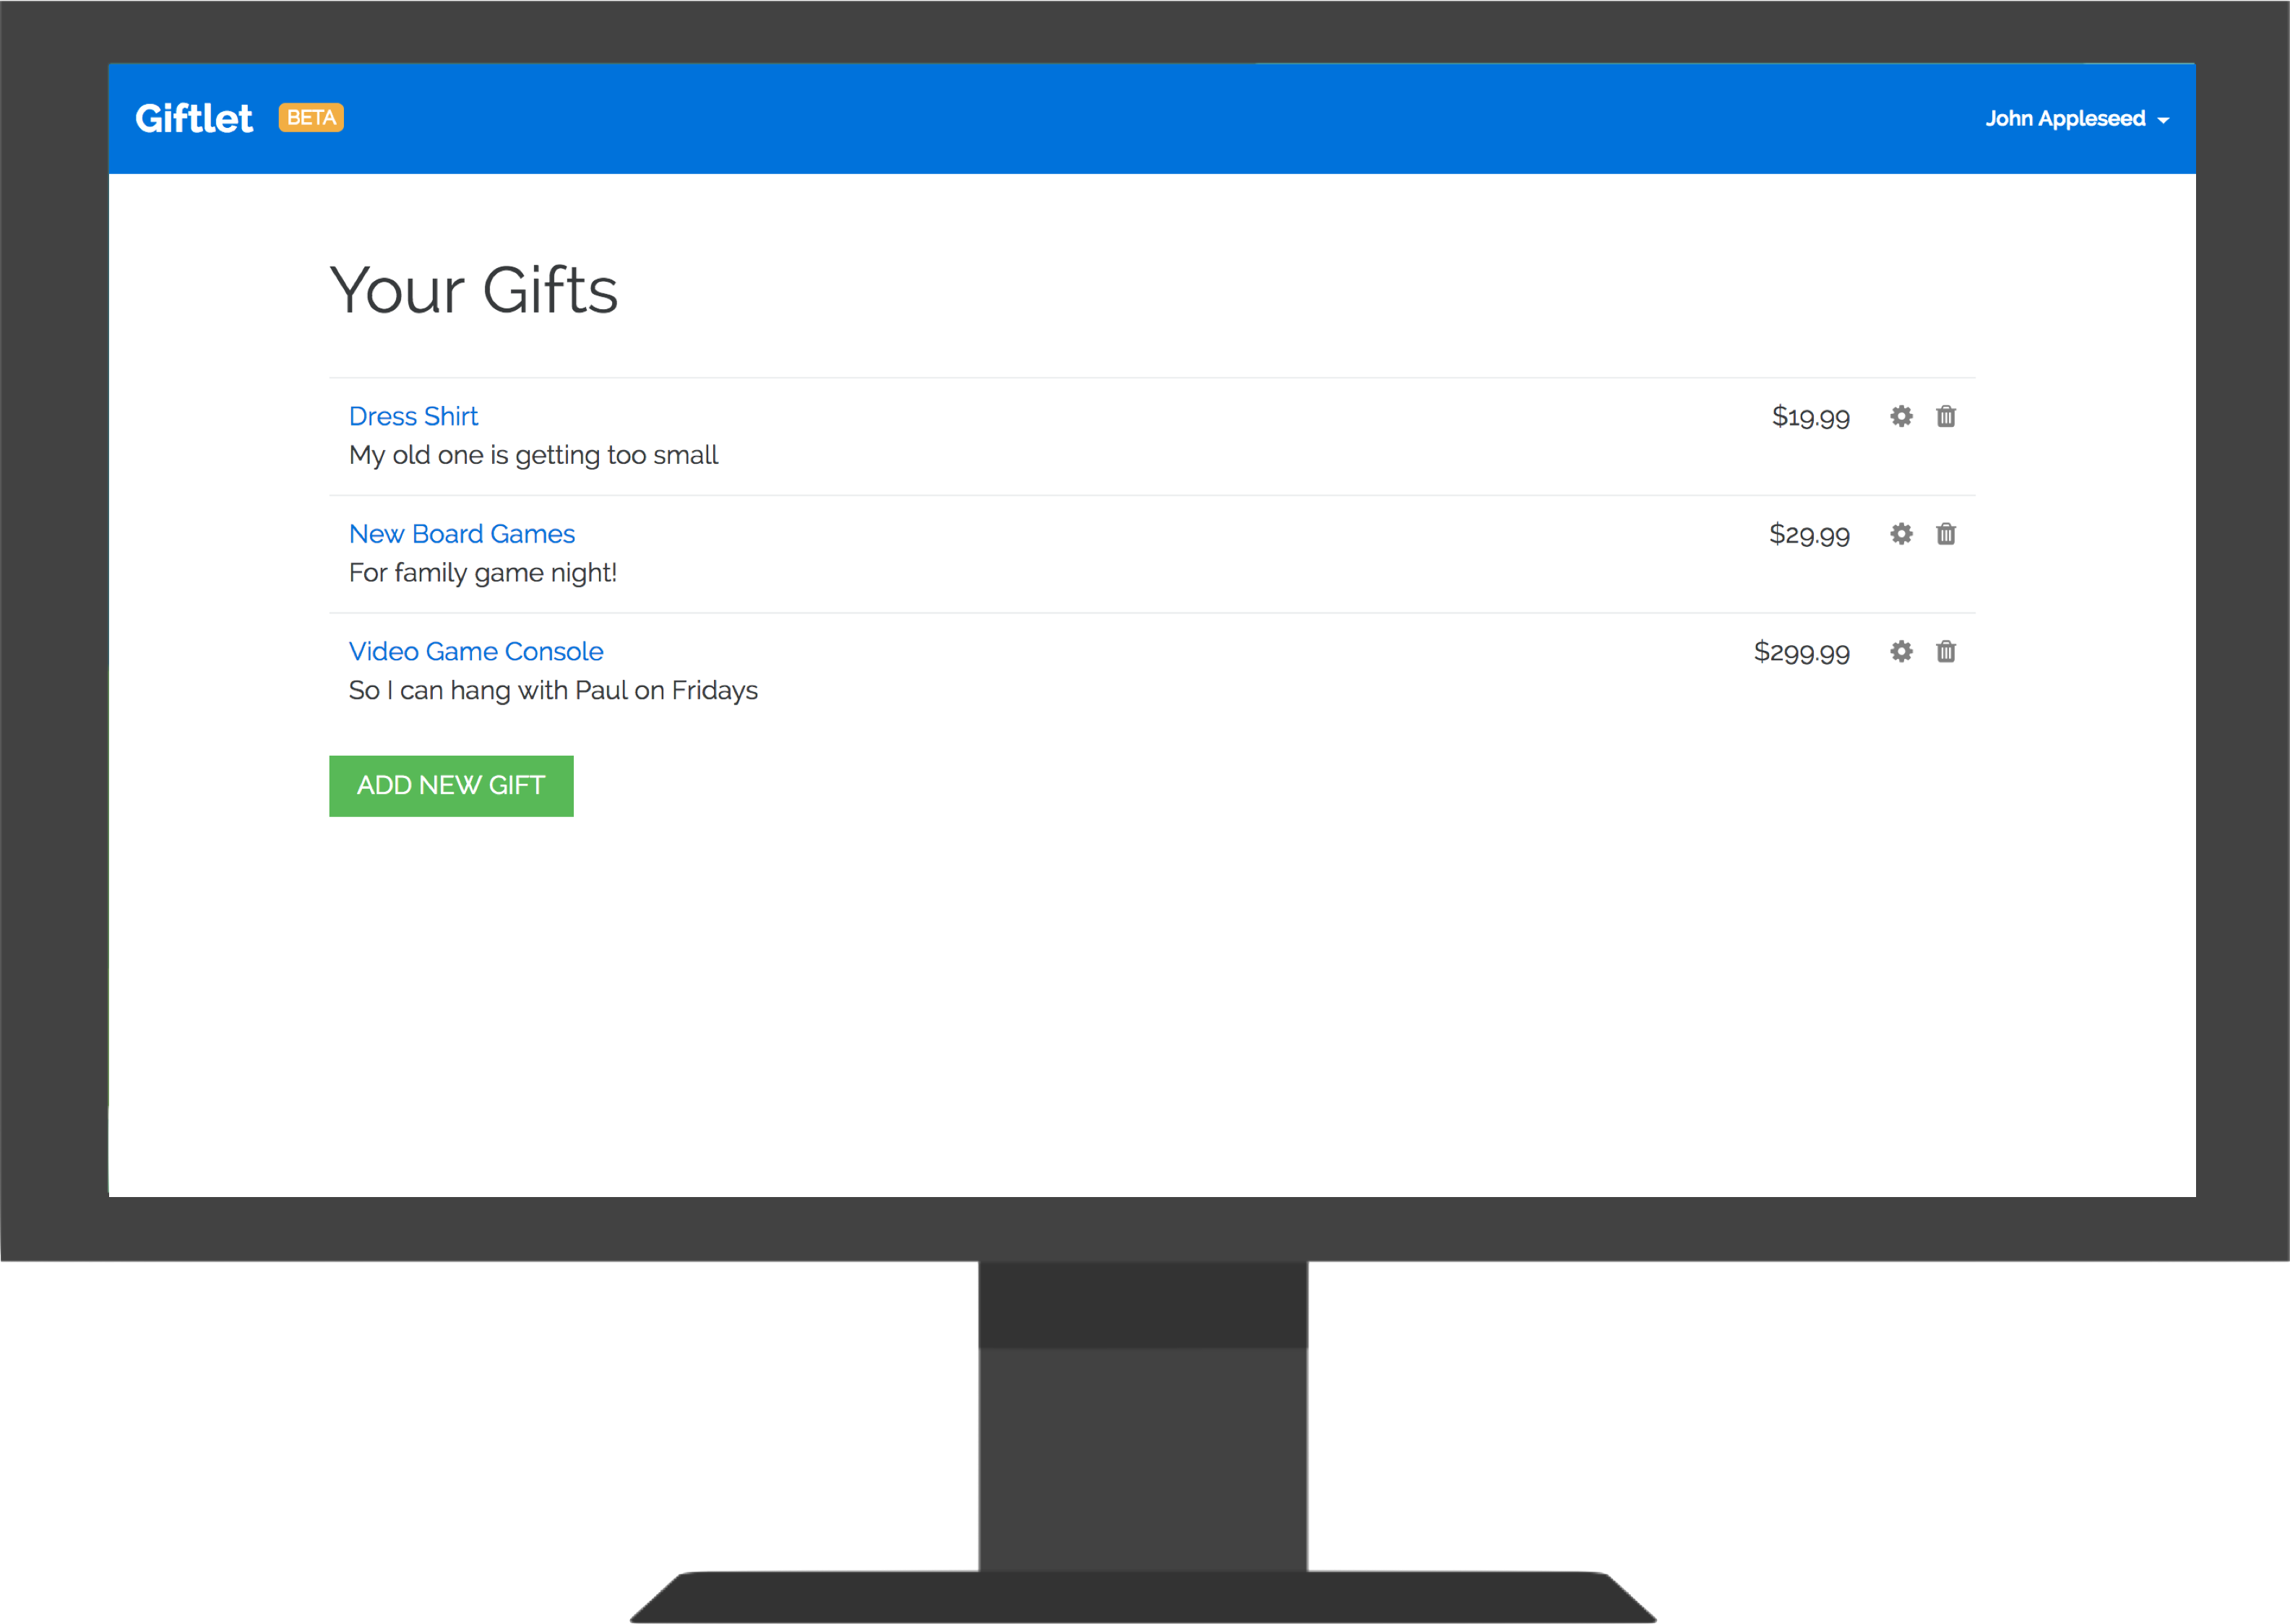 Giftlet BETA John Appleseed
Your Gifts
Dress Shirt $19.99
My old one is getting too small
New Board Games $29.99
For family game night!
Video Game Console $299.99
So I can hang with Paul on Fridays
ADD NEW GIFT